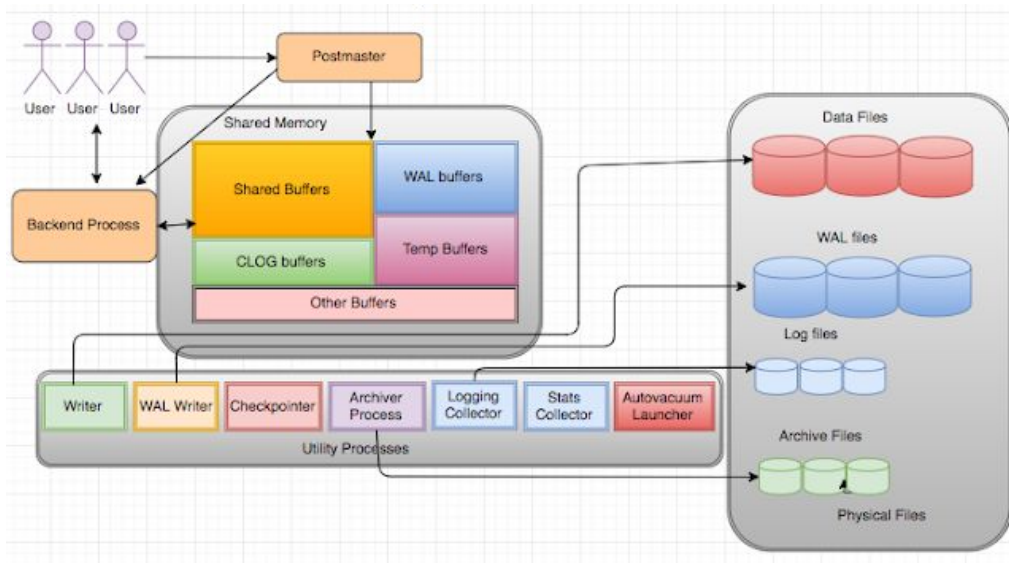 Postmaster
User User User
Shared Memory
Data Files
Shared Buffers
WAL buffers
Backend Process
WAL files
Temp Buffers
CLOG buffers
Other Buffers
Log files
Writer
WAL Writer
Checkpointer
Archiver
Process
Logging
Collector
Stats
Collector
Autovacuum
Launcher
Utility Processes
Archive Files
Physical Files